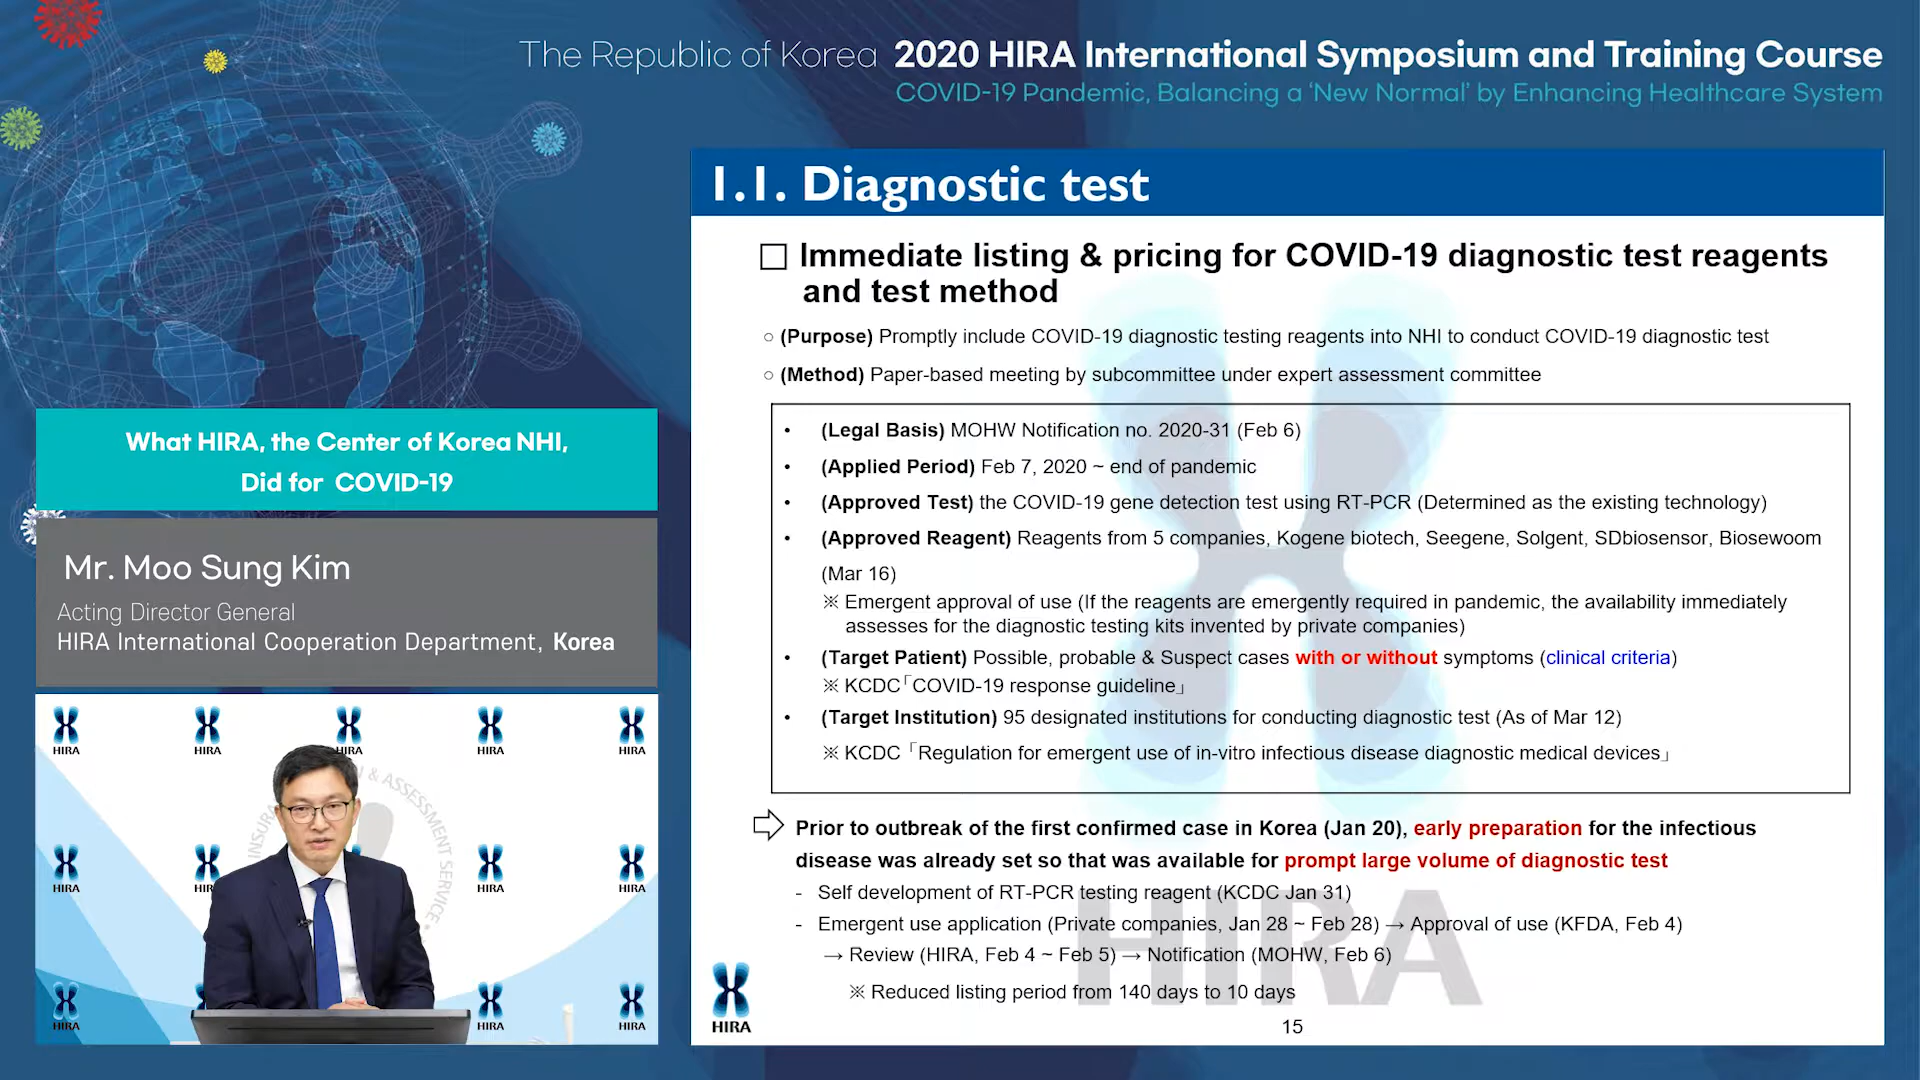 The Republic of Korea 2020 HIRA International Symposium and Training Course
COVID-19 Pandemic, Balancing a 'New Normal' by Enhancing Healthcare System
What HIRA, the Center of Korea NHI,
Did for COVID-19
Mr. Moo Sung Kim
Acting Director General
HIRA International Cooperation Department, Korea
HIRA HIRA HIRA HIRA HIRA
INSURA
N & ASSESSMENT SERVICE
HIRA HIR HIRA HIRA
HIRA HIRA HIRA
1.1. Diagnostic test
□ Immediate listing & pricing for COVID-19 diagnostic test reagents
and test method
○ (Purpose) Promptly include COVID-19 diagnostic testing reagents into NHI to conduct COVID-19 diagnostic test
○ (Method) Paper-based meeting by subcommittee under expert assessment committee
• (Legal Basis) MOHW Notification no. 2020-31 (Feb 6)
• (Applied Period) Feb 7, 2020 ~ end of pandemic
• (Approved Test) the COVID-19 gene detection test using RT-PCR (Determined as the existing technology)
• (Approved Reagent) Reagents from 5 companies, Kogene biotech, Seegene, Solgent, SDbiosensor, Biosewoom
(Mar 16)
※ Emergent approval of use (If the reagents are emergently required in pandemic, the availability immediately
assesses for the diagnostic testing kits invented by private companies)
• (Target Patient) Possible, probable & Suspect cases with or without symptoms (clinical criteria)
※ KCDC「COVID-19 response guideline」
• (Target Institution) 95 designated institutions for conducting diagnostic test (As of Mar 12)
※ KCDC「Regulation for emergent use of in-vitro infectious disease diagnostic medical devices」
⇨ Prior to outbreak of the first confirmed case in Korea (Jan 20), early preparation for the infectious
disease was already set so that was available for prompt large volume of diagnostic test
- Self development of RT-PCR testing reagent (KCDC Jan 31)
- Emergent use application (Private companies, Jan 28 ~ Feb 28) → Approval of use (KFDA, Feb 4)
→ Review (HIRA, Feb 4 ~ Feb 5) → Notification (MOHW, Feb 6)
※ Reduced listing period from 140 days to 10 days
HIRA
HIRA
15